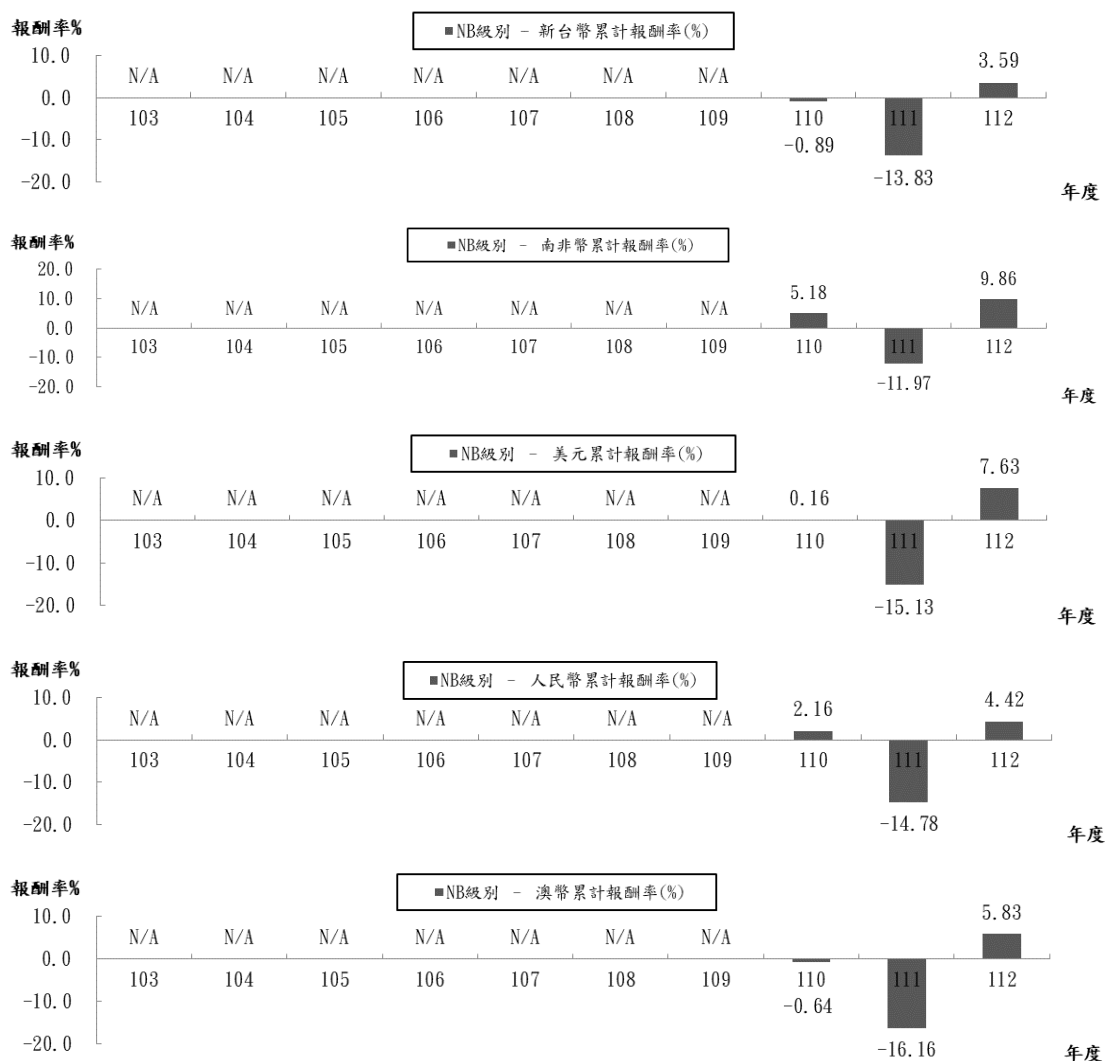 報酬率%
■NB級別 - 新台幣累計報酬率(%)
10.0
N/A N/A N/A N/A N/A N/A N/A 3.59
0.0
103 104 105 106 107 108 109 110 111 112
-10.0
-0.89
-20.0
-13.83
年度
報酬率%
■NB級別 - 南非幣累計報酬率(%)
20.0
10.0
N/A N/A N/A N/A N/A N/A N/A 5.18 9.86
0.0
103 104 105 106 107 108 109 110 111 112
-10.0
-20.0
-11.97
年度
報酬率%
■NB級別 - 美元累計報酬率(%)
7.63
10.0
N/A N/A N/A N/A N/A N/A N/A 0.16
0.0
103 104 105 106 107 108 109 110 111 112
-10.0
-20.0
-15.13
年度
報酬率%
■NB級別 - 人民幣累計報酬率(%)
10.0
N/A N/A N/A N/A N/A N/A N/A 2.16 4.42
0.0
103 104 105 106 107 108 109 110 111 112
-10.0
-20.0
-14.78
年度
報酬率%
■NB級別 - 澳幣累計報酬率(%)
10.0
5.83
N/A N/A N/A N/A N/A N/A N/A
0.0
103 104 105 106 107 108 109 110 111 112
-10.0
-0.64
-20.0
-16.16
年度